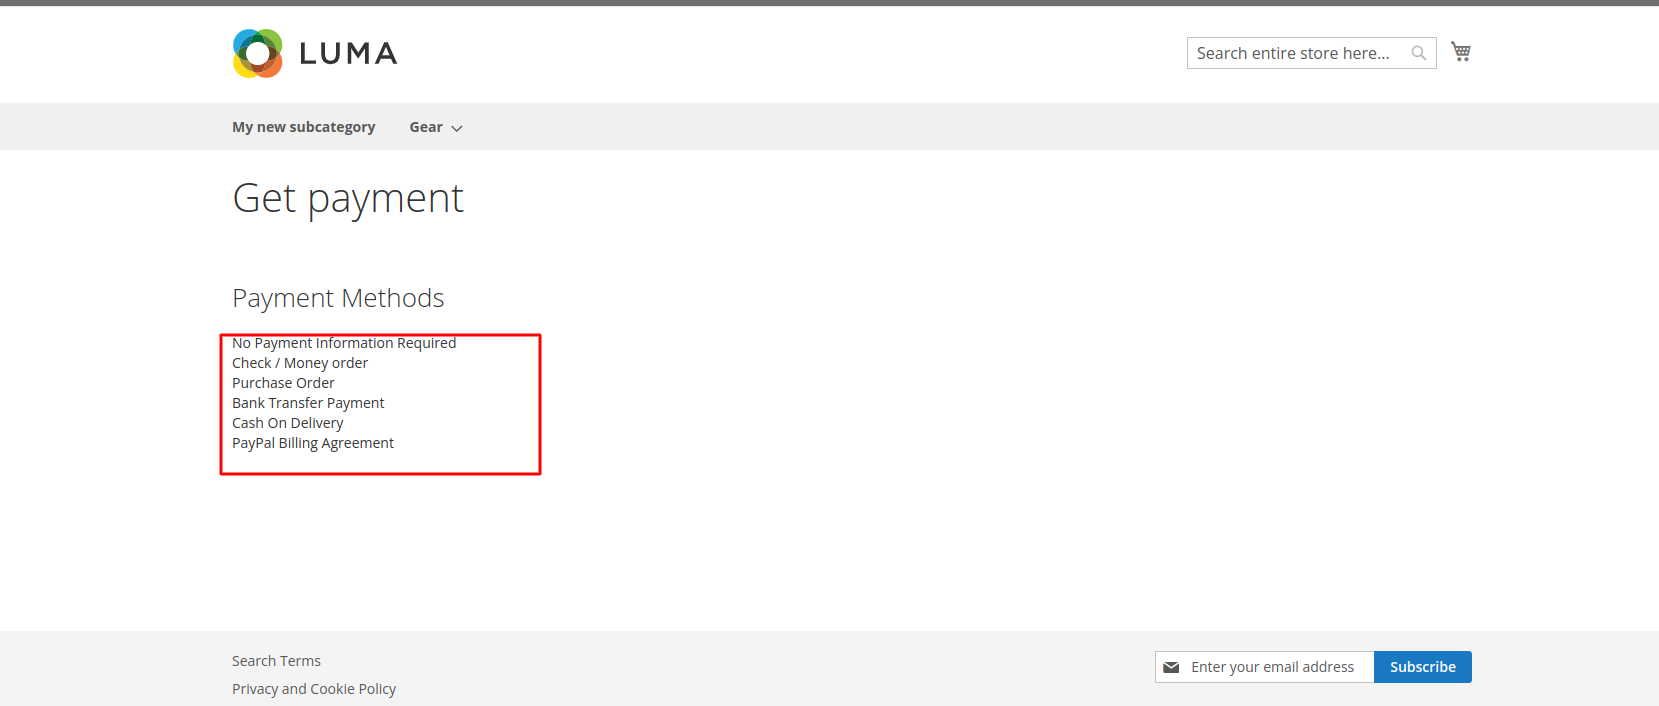 LUMA
Search entire store here...
My new subcategory
Gear
Get payment
Payment Methods
No Payment Information Required
Check / Money order
Purchase Order
Bank Transfer Payment
Cash On Delivery
PayPal Billing Agreement
Search Terms
Privacy and Cookie Policy
Enter your email address
Subscribe